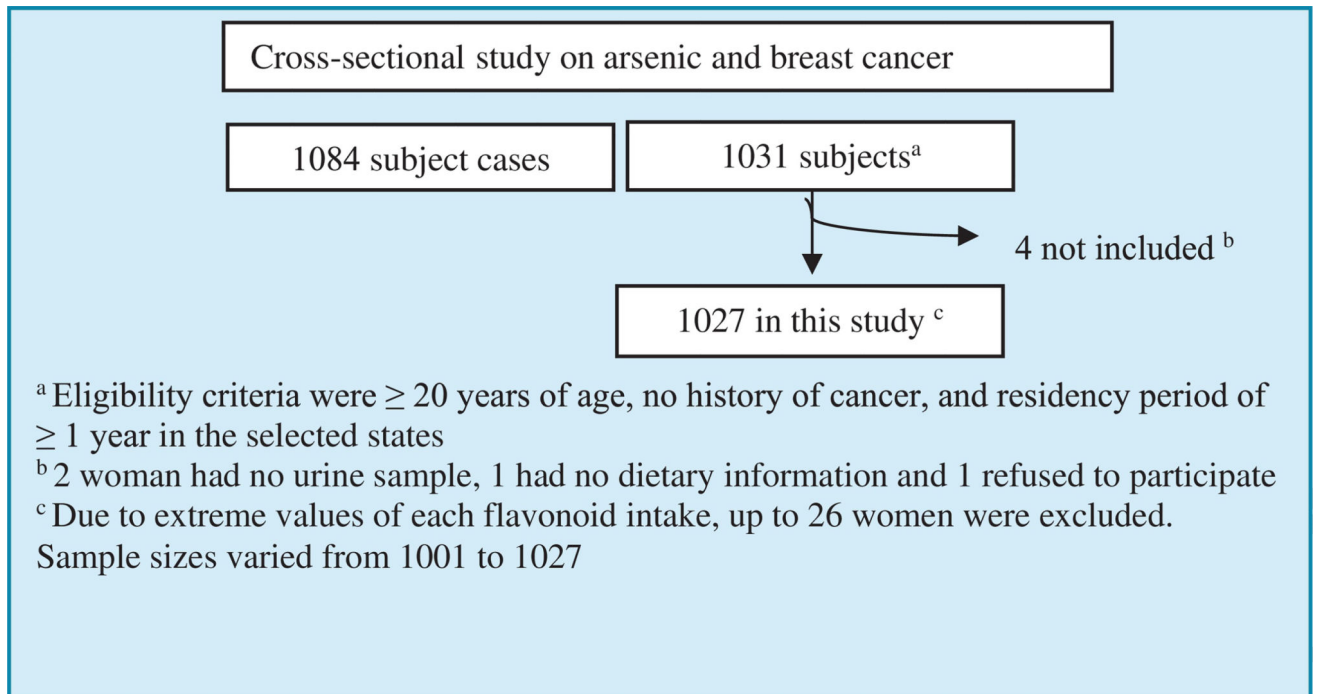 Cross-sectional study on arsenic and breast cancer
1084 subject cases
1031 subjectsᵃ
4 not included ᵇ
1027 in this study ᶜ
ᵃ Eligibility criteria were ≥ 20 years of age, no history of cancer, and residency period of
≥ 1 year in the selected states
ᵇ 2 woman had no urine sample, 1 had no dietary information and 1 refused to participate
ᶜ Due to extreme values of each flavonoid intake, up to 26 women were excluded.
Sample sizes varied from 1001 to 1027